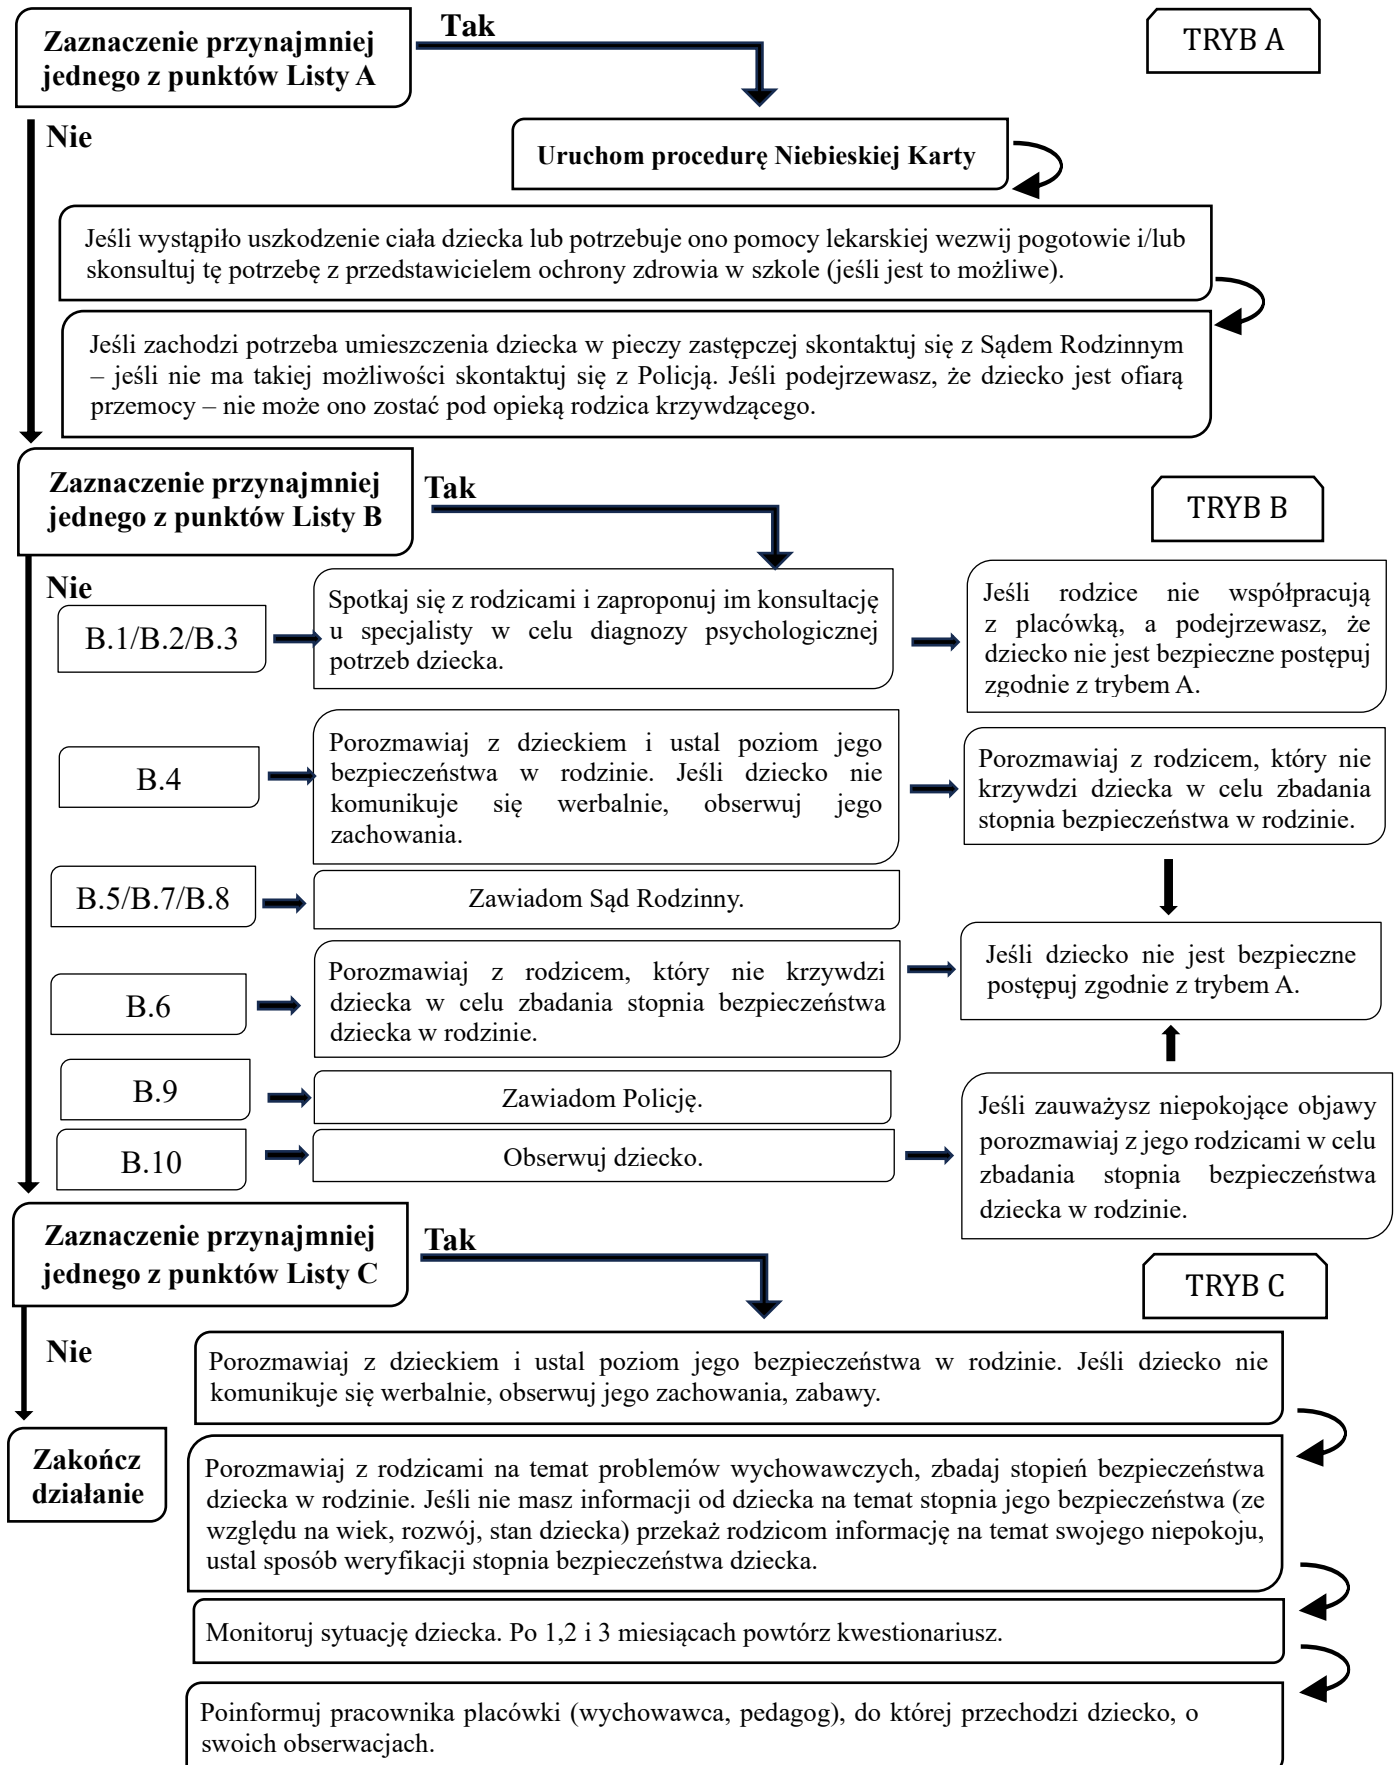 Zaznaczenie przynajmniej
jednego z punktów Listy A
Tak
TRYB A
Nie
Uruchom procedurę Niebieskiej Karty
Jeśli wystąpiło uszkodzenie ciała dziecka lub potrzebuje ono pomocy lekarskiej wezwij pogotowie i/lub
skonsultuj tę potrzebę z przedstawicielem ochrony zdrowia w szkole (jeśli jest to możliwe).
Jeśli zachodzi potrzeba umieszczenia dziecka w pieczy zastępczej skontaktuj się z Sądem Rodzinnym
– jeśli nie ma takiej możliwości skontaktuj się z Policją. Jeśli podejrzewasz, że dziecko jest ofiarą
przemocy – nie może ono zostać pod opieką rodzica krzywdzącego.
Zaznaczenie przynajmniej
jednego z punktów Listy B
Tak
TRYB B
Nie
B.1/B.2/B.3
Spotkaj się z rodzicami i zaproponuj im konsultację
u specjalisty w celu diagnozy psychologicznej
potrzeb dziecka.
Jeśli rodzice nie współpracują
z placówką, a podejrzewasz, że
dziecko nie jest bezpieczne postępuj
zgodnie z trybem A.
B.4
Porozmawiaj z dzieckiem i ustal poziom jego
bezpieczeństwa w rodzinie. Jeśli dziecko nie
komunikuje się werbalnie, obserwuj jego
zachowania.
Porozmawiaj z rodzicem, który nie
krzywdzi dziecka w celu zbadania
stopnia bezpieczeństwa w rodzinie.
B.5/B.7/B.8
Zawiadom Sąd Rodzinny.
B.6
Porozmawiaj z rodzicem, który nie krzywdzi
dziecka w celu zbadania stopnia bezpieczeństwa
dziecka w rodzinie.
Jeśli dziecko nie jest bezpieczne
postępuj zgodnie z trybem A.
B.9
Zawiadom Policję.
B.10
Obserwuj dziecko.
Jeśli zauważysz niepokojące objawy
porozmawiaj z jego rodzicami w celu
zbadania stopnia bezpieczeństwa
dziecka w rodzinie.
Zaznaczenie przynajmniej
jednego z punktów Listy C
Tak
TRYB C
Nie
Porozmawiaj z dzieckiem i ustal poziom jego bezpieczeństwa w rodzinie. Jeśli dziecko nie
komunikuje się werbalnie, obserwuj jego zachowania, zabawy.
Zakończ
działanie
Porozmawiaj z rodzicami na temat problemów wychowawczych, zbadaj stopień bezpieczeństwa
dziecka w rodzinie. Jeśli nie masz informacji od dziecka na temat stopnia jego bezpieczeństwa (ze
względu na wiek, rozwój, stan dziecka) przekaż rodzicom informację na temat swojego niepokoju,
ustal sposób weryfikacji stopnia bezpieczeństwa dziecka.
Monitoruj sytuację dziecka. Po 1,2 i 3 miesiącach powtórz kwestionariusz.
Poinformuj pracownika placówki (wychowawca, pedagog), do której przechodzi dziecko, o
swoich obserwacjach.